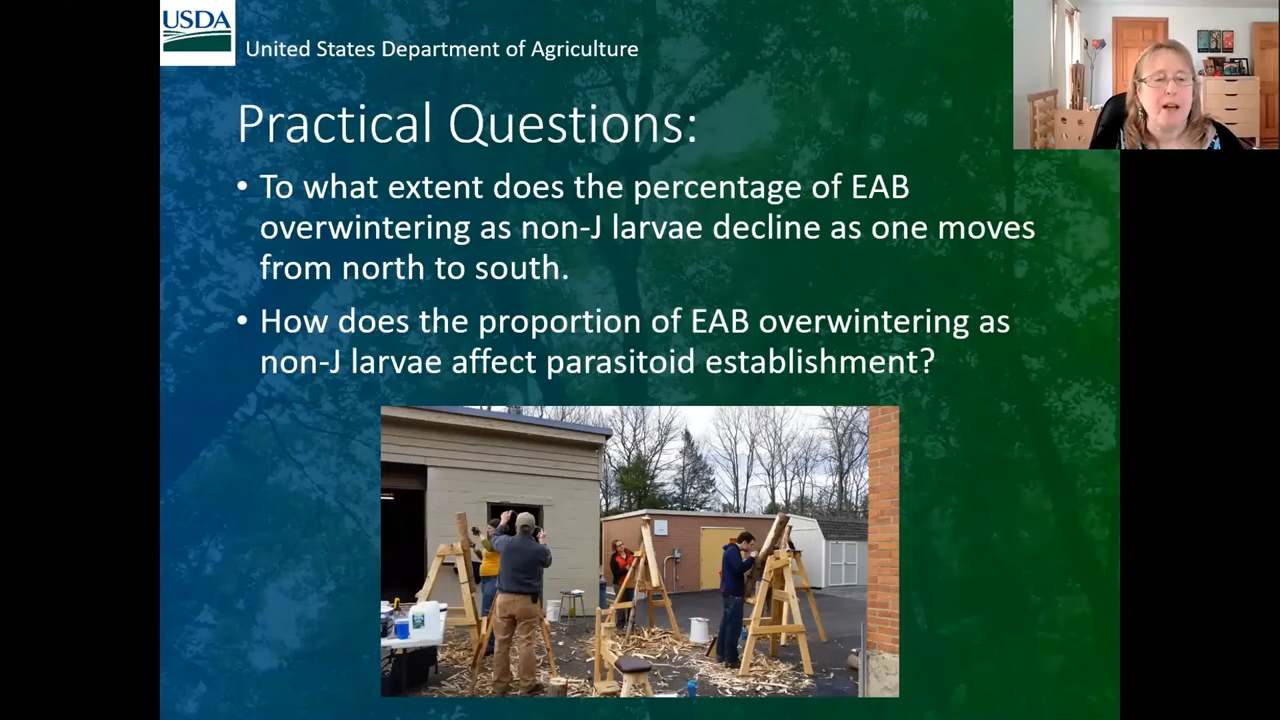 USDA
United States Department of Agriculture
Practical Questions:
• To what extent does the percentage of EAB
overwintering as non-J larvae decline as one moves
from north to south.
• How does the proportion of EAB overwintering as
non-J larvae affect parasitoid establishment?